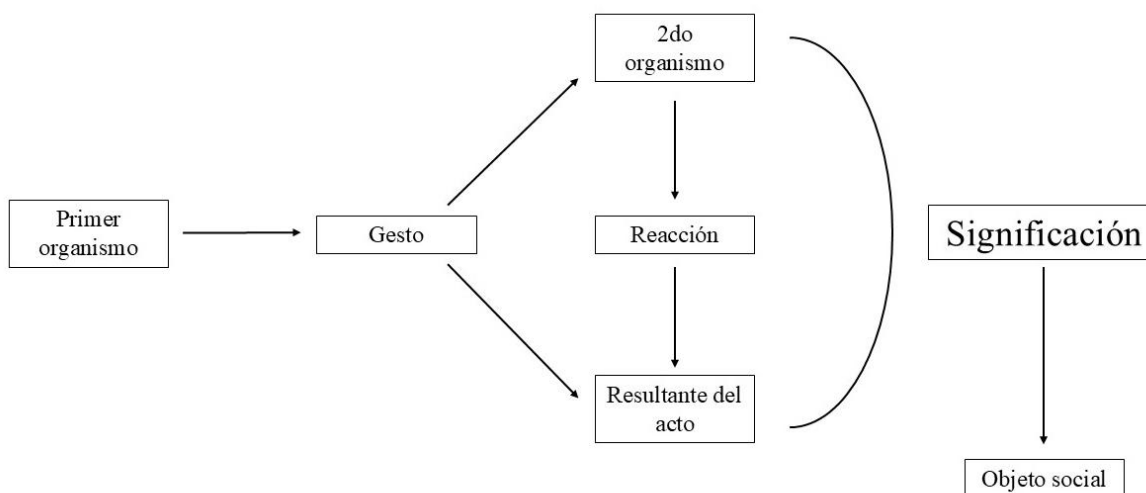 Primer
organismo
Gesto
2do
organismo
Reacción
Resultante del
acto
Significación
Objeto social